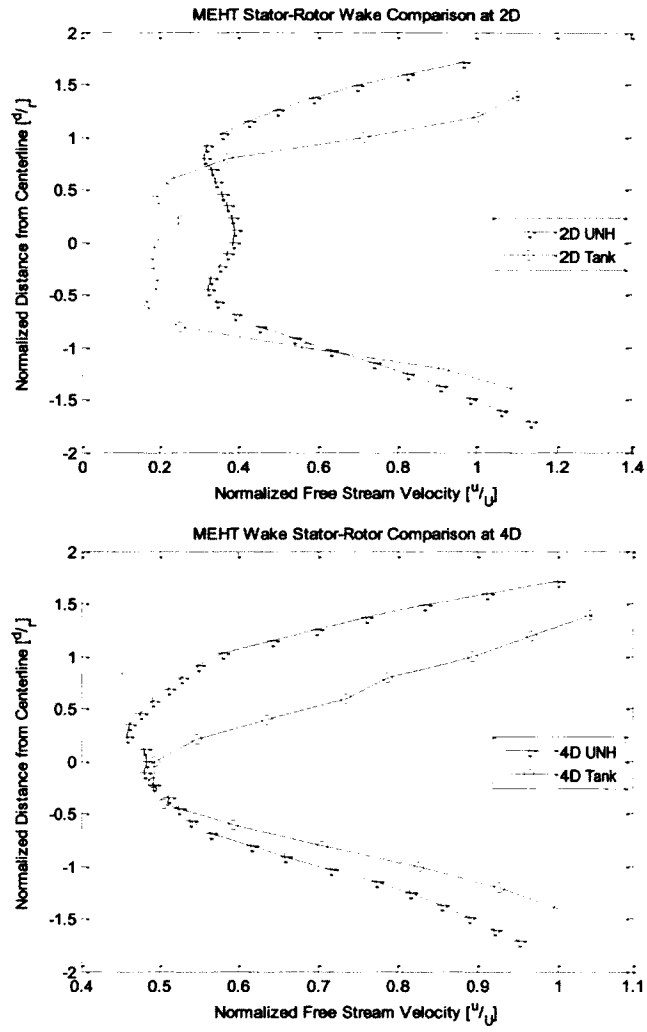 MEHT Stator-Rotor Wake Comparison at 2D
Normalized Distance from Centerline [d/r]
2
1.5
1
0.5
0
-0.5
-1
-1.5
-2
2D UNH
2D Tank
0 0.2 0.4 0.6 0.8 1 1.2 1.4
Normalized Free Stream Velocity [u/U]
MEHT Wake Stator-Rotor Comparison at 4D
Normalized Distance from Centerline [d/r]
2
1.5
1
0.5
0
-0.5
-1
-1.5
-2
4D UNH
4D Tank
0.4 0.5 0.6 0.7 0.8 0.9 1 1.1
Normalized Free Stream Velocity [u/U]